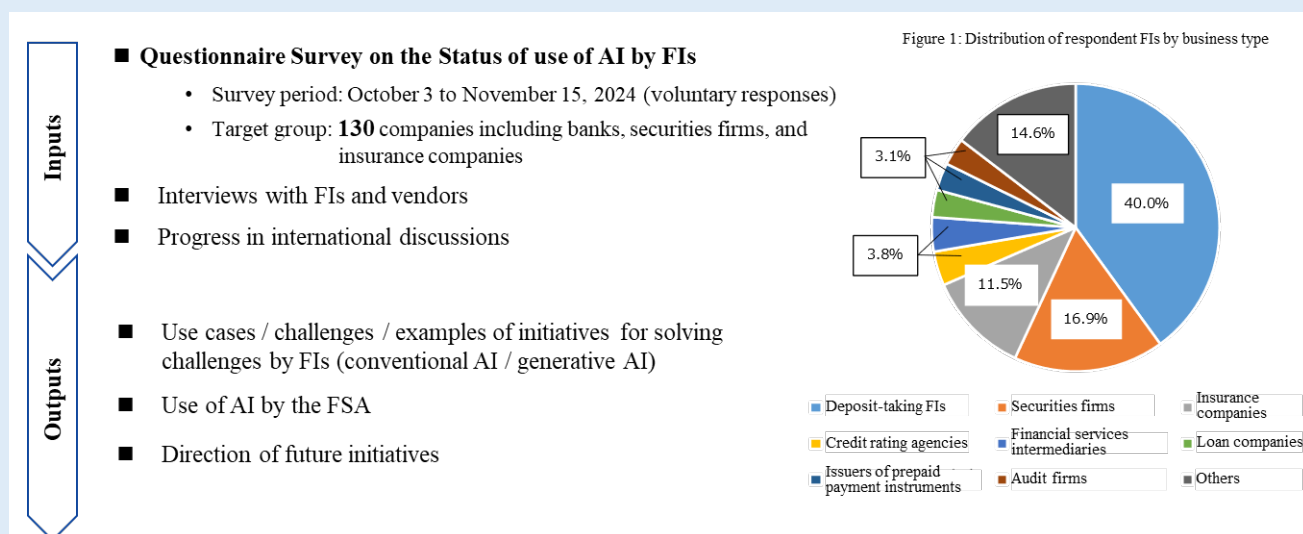 Inputs
■ Questionnaire Survey on the Status of use of AI by FIs
• Survey period: October 3 to November 15, 2024 (voluntary responses)
• Target group: 130 companies including banks, securities firms, and
insurance companies
■ Interviews with FIs and vendors
■ Progress in international discussions
Outputs
■ Use cases / challenges / examples of initiatives for solving
challenges by FIs (conventional AI / generative AI)
■ Use of AI by the FSA
■ Direction of future initiatives
Figure 1: Distribution of respondent FIs by business type
14.6%
3.1%
40.0%
3.8%
11.5%
16.9%
Deposit-taking FIs
Securities firms
Insurance
companies
Credit rating agencies
Financial services
intermediaries
Loan companies
Issuers of prepaid
payment instruments
Audit firms
Others